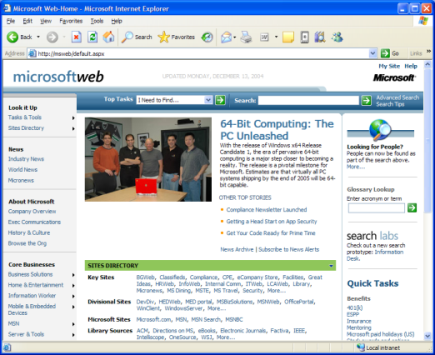 Microsoft Web-Home - Microsoft Internet Explorer
File Edit View Favorites Tools Help
Back Search Favorites
Address http://msweb/default.aspx Go Links
My Site Help
microsoftweb UPDATED MONDAY, DECEMBER 13, 2004 Microsoft
Top Tasks I Need to Find... Search: Advanced Search
Search Tips
Look it Up
Tasks & Tools
Sites Directory
News
Industry News
World News
Micronews
About Microsoft
Company Overview
Exec Communications
History & Culture
Browse the Org
Core Businesses
Business Solutions
Home & Entertainment
Information Worker
Mobile & Embedded
Devices
MSN
Server & Tools
64-Bit Computing: The
PC Unleashed
With the release of Windows x64 Release
Candidate 1, the era of pervasive 64-bit
computing is a major step closer to becoming a
reality. The release is a pivotal milestone for
Microsoft. Estimates are that virtually all PC
systems shipping by the end of 2005 will be 64-
bit capable.
OTHER TOP STORIES
Compliance Newsletter Launched
Getting a Head Start on App Security
Get Your Code Ready for Prime Time
News Archive | Subscribe to News Alerts
SITES DIRECTORY
Key Sites BGWeb, Classifieds, Compliance, CPE, eCompany Store, Facilities, Great
Ideas, HRWeb, InfoWeb, Internal Comm, ITWeb, LCAWeb, Library,
Micronews, MS Dining, MSTE, MS Travel, Security, More...
Divisional Sites DevDiv, MEDWeb, MED portal, MSBizSolutions, MSNWeb, OfficePortal,
WinClient, WindowsServer, More...
Microsoft Sites Microsoft.com, MSN, MSN Search, MSNBC
Library Sources ACM, Directions on MS, eBooks, Electronic Journals, Factiva, IEEE,
Intelliscope, OneSource, WSJ, More...
Looking for People?
People can now be found as
part of the search above.
More...
Glossary Lookup
Enter acronym or term
search labs
Check out a new search
prototype: Information
Desk.
Quick Tasks
Benefits
401(k)
ESPP
Insurance
Mentoring
Microsoft paid holidays (US)
Local intranet